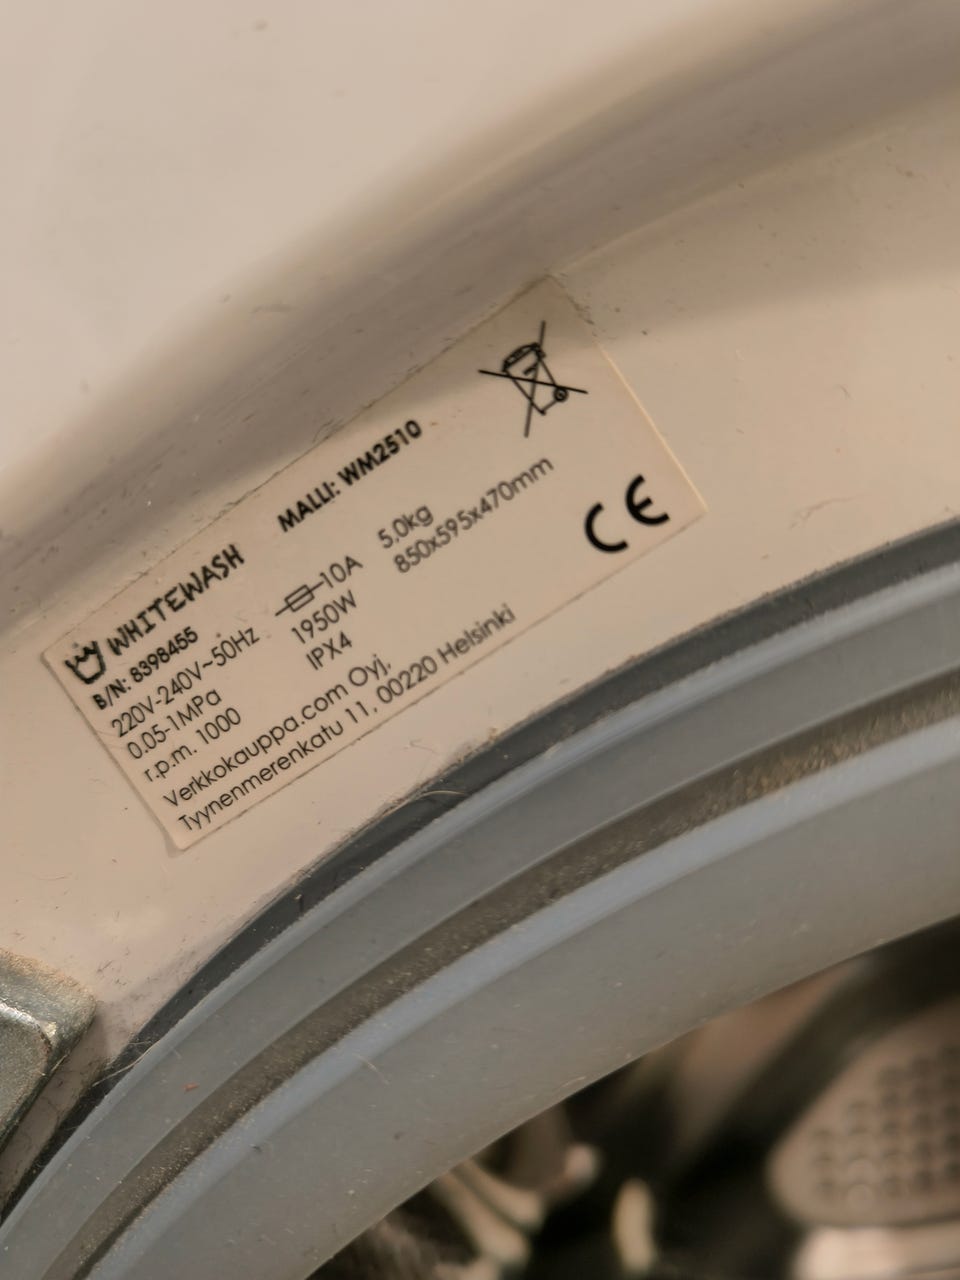 WHITEWASH MALLI: WM2510
B/N: 8398455
220V-240V~50Hz 10A 5,0kg
0.05-1MPa 1950W 850x595x470mm
r.p.m. 1000 IPX4
Verkkokauppa.com Oyj,
Tyynenmerenkatu 11, 00220 Helsinki
CE